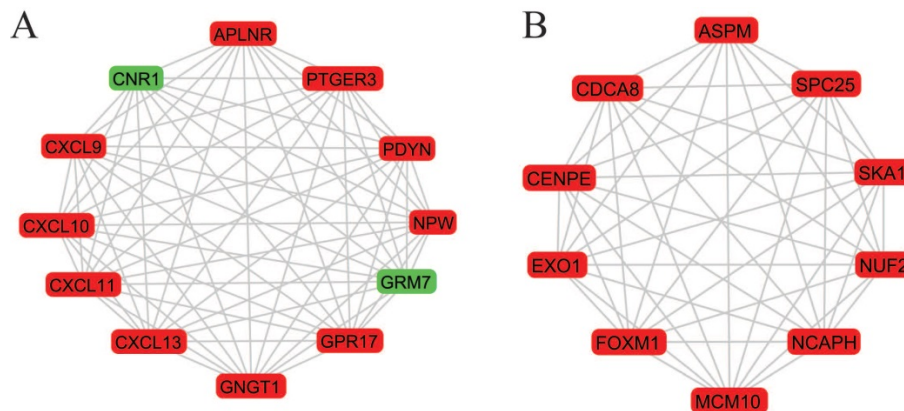 A
APLNR
CNR1
PTGER3
CXCL9
PDYN
CXCL10
NPW
CXCL11
GRM7
CXCL13
GPR17
GNGT1
B
ASPM
CDCA8
SPC25
CENPE
SKA1
EXO1
NUF2
FOXM1
NCAPH
MCM10